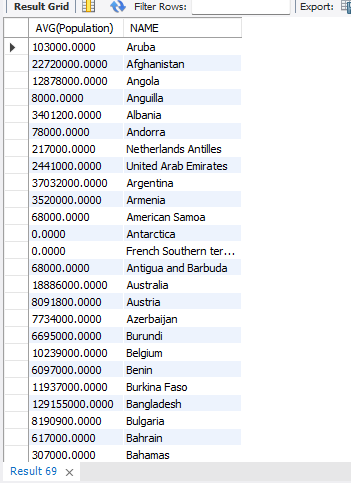 Result Grid Filter Rows: Export:
AVG(Population) NAME
103000.0000 Aruba
22720000.0000 Afghanistan
12878000.0000 Angola
8000.0000 Anguilla
3401200.0000 Albania
78000.0000 Andorra
217000.0000 Netherlands Antilles
2441000.0000 United Arab Emirates
37032000.0000 Argentina
3520000.0000 Armenia
68000.0000 American Samoa
0.0000 Antarctica
0.0000 French Southern ter...
68000.0000 Antigua and Barbuda
18886000.0000 Australia
8091800.0000 Austria
7734000.0000 Azerbaijan
6695000.0000 Burundi
10239000.0000 Belgium
6097000.0000 Benin
11937000.0000 Burkina Faso
129155000.0000 Bangladesh
8190900.0000 Bulgaria
617000.0000 Bahrain
307000.0000 Bahamas
Result 69 ×